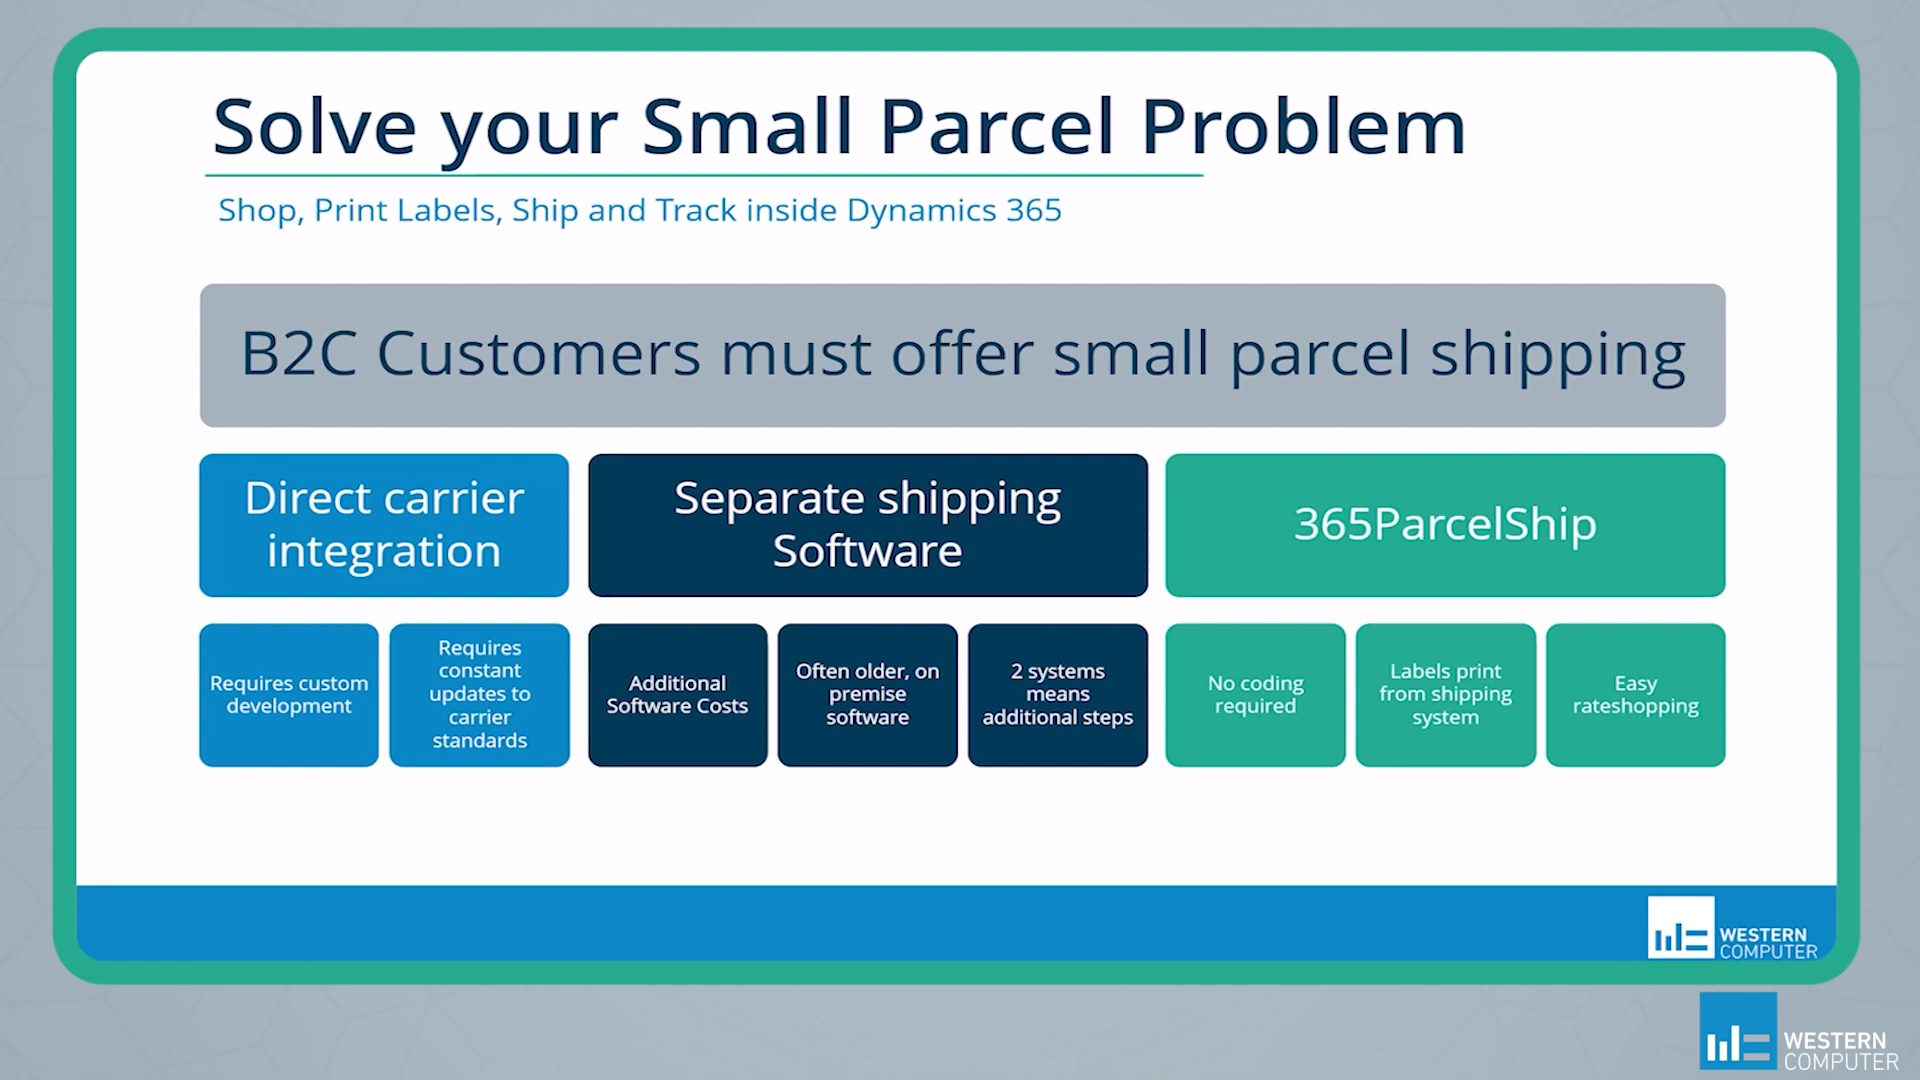 Solve your Small Parcel Problem
Shop, Print Labels, Ship and Track inside Dynamics 365
B2C Customers must offer small parcel shipping
Direct carrier
integration
Separate shipping
Software
365ParcelShip
Requires custom
development
Requires
constant
updates to
carrier
standards
Additional
Software Costs
Often older, on
premise
software
2 systems
means
additional steps
No coding
required
Labels print
from shipping
system
Easy
rateshopping
WESTERN
COMPUTER
WESTERN
COMPUTER